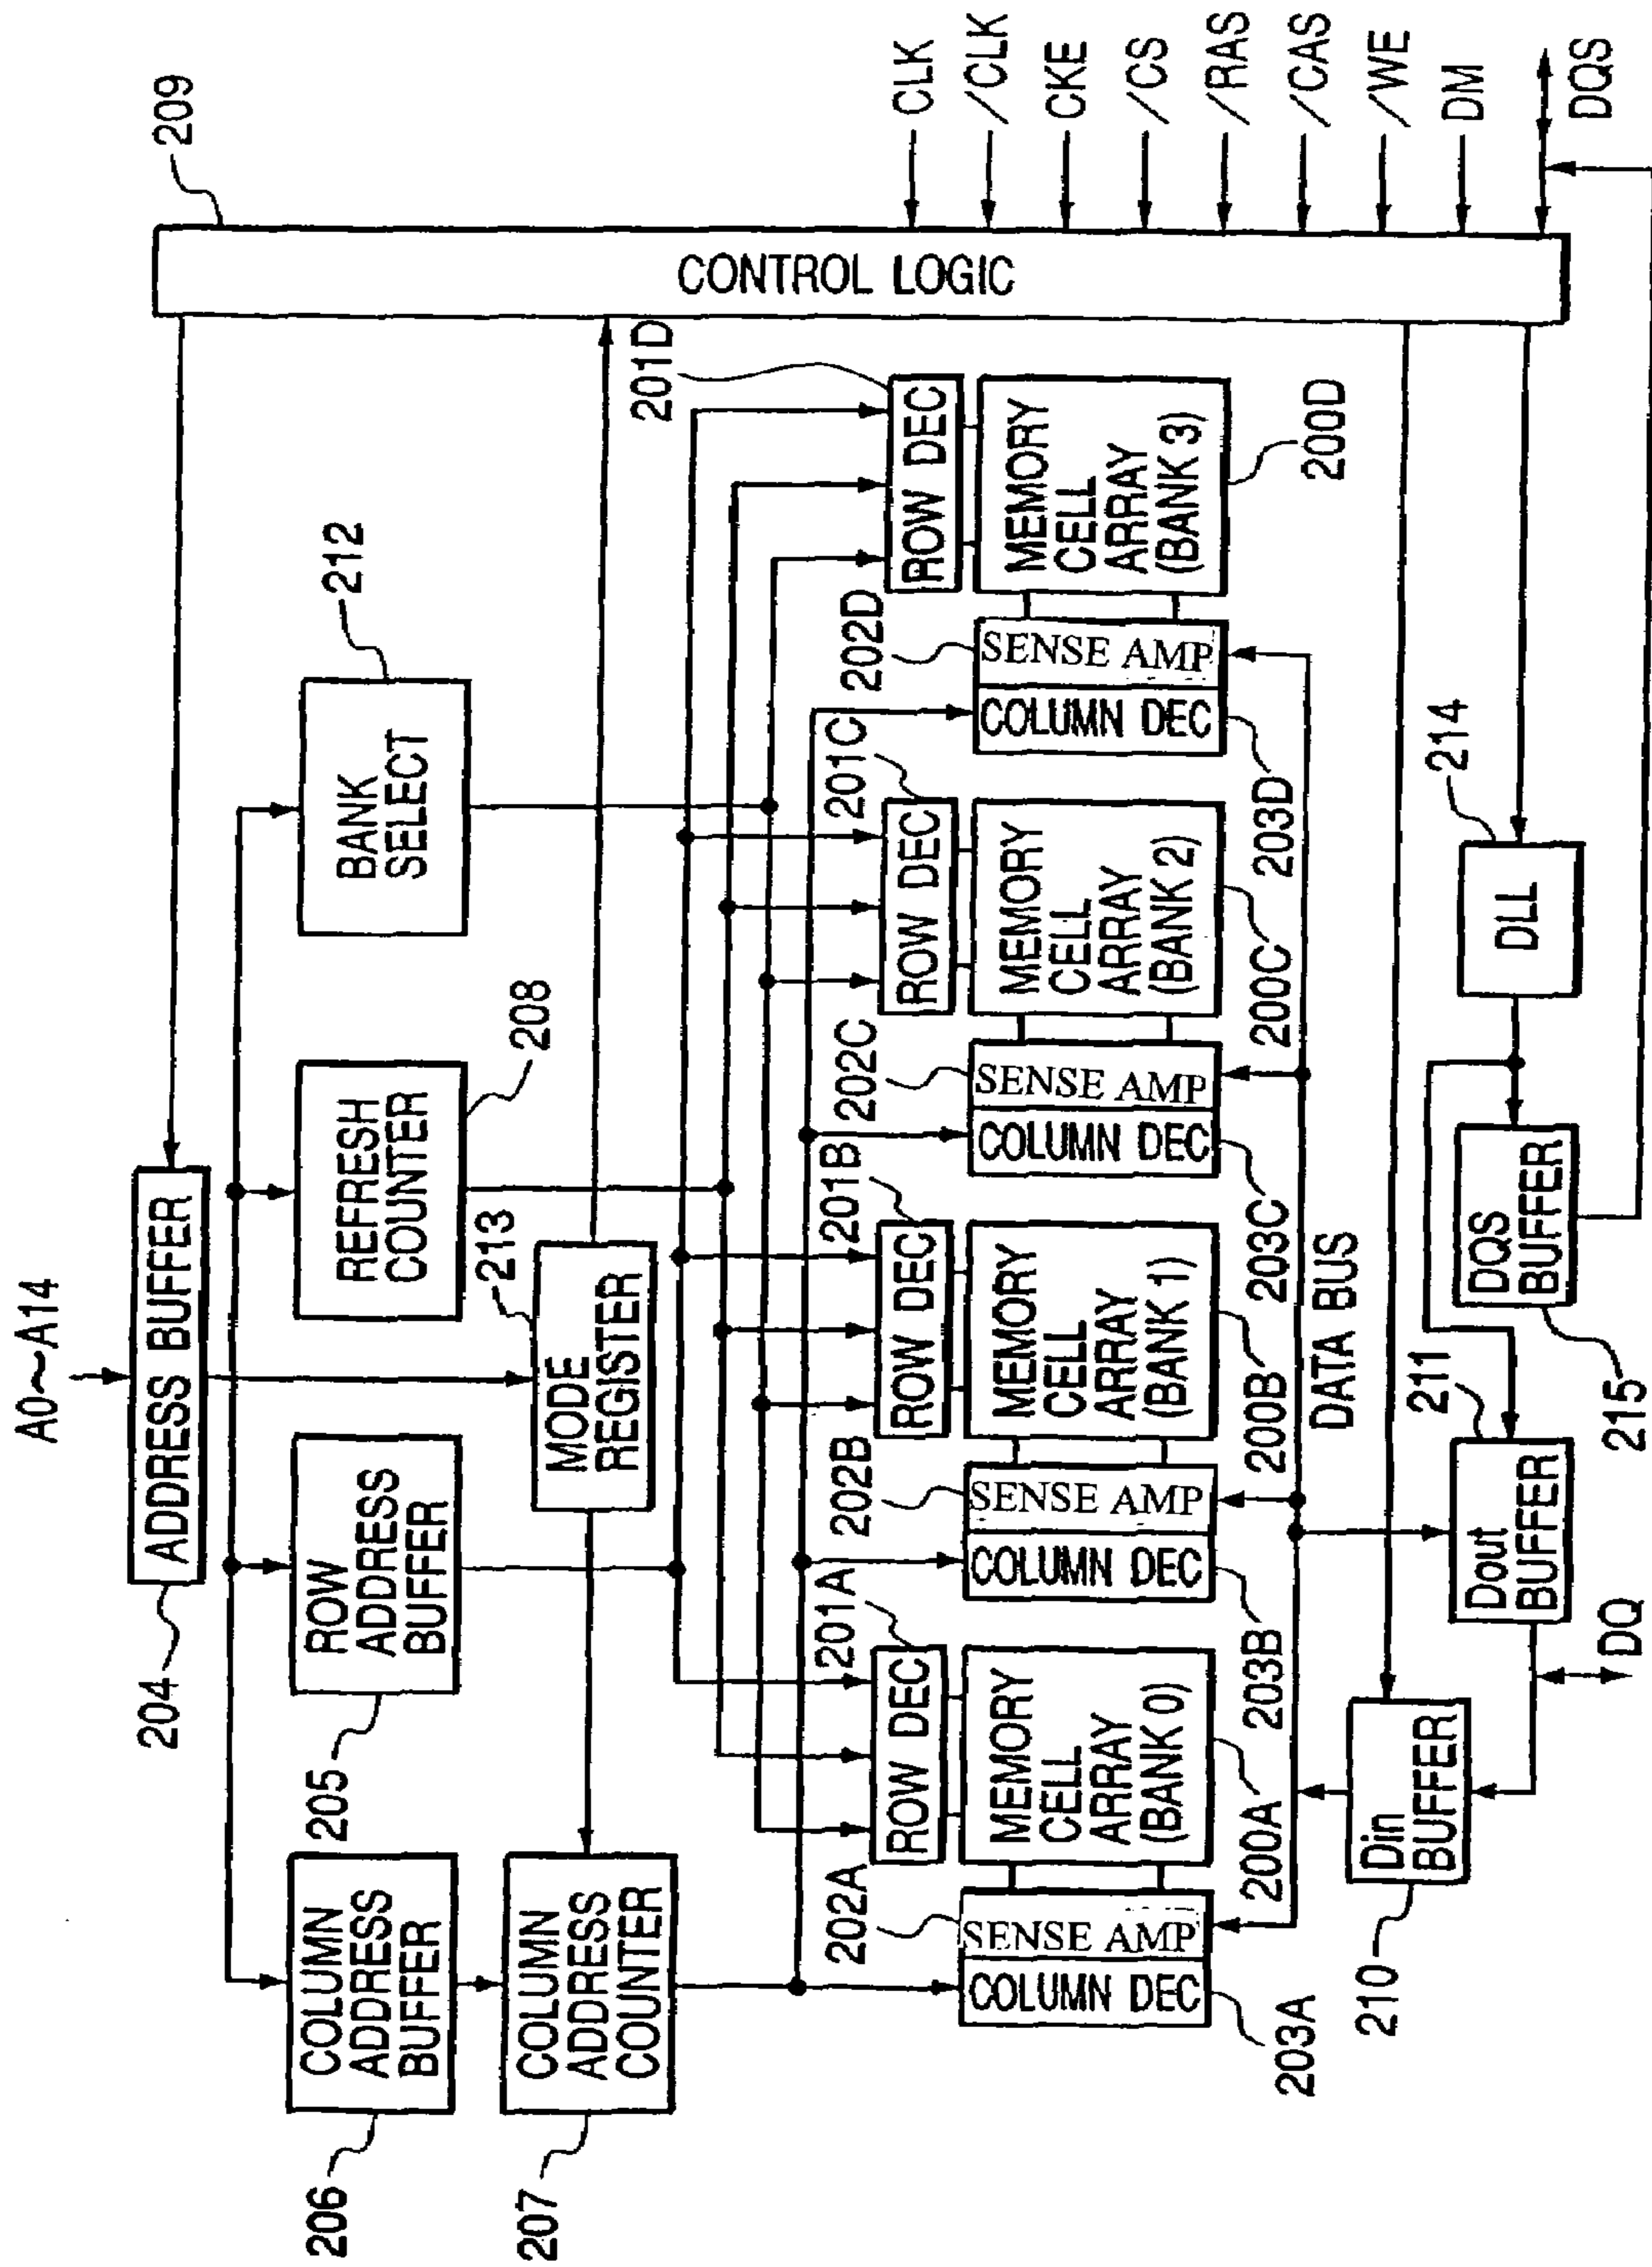 A0~A14
204
ADDRESS BUFFER
206
COLUMN
ADDRESS
BUFFER
205
ROW
ADDRESS
BUFFER
REFRESH
COUNTER
208
BANK
SELECT
212
209
CONTROL LOGIC
207
COLUMN
ADDRESS
COUNTER
MODE
REGISTER
213
201A
ROW DEC
201B
ROW DEC
201C
ROW DEC
201D
ROW DEC
202A
SENSE AMP
COLUMN DEC
203A
MEMORY
CELL
ARRAY
(BANK 0)
200A
202B
SENSE AMP
COLUMN DEC
203B
MEMORY
CELL
ARRAY
(BANK 1)
200B
202C
SENSE AMP
COLUMN DEC
203C
MEMORY
CELL
ARRAY
(BANK 2)
200C
202D
SENSE AMP
COLUMN DEC
203D
MEMORY
CELL
ARRAY
(BANK 3)
200D
DATA BUS
210
Din
BUFFER
211
Dout
BUFFER
DQ
215
DQS
BUFFER
214
DLL
CLK
/CLK
CKE
/CS
/RAS
/CAS
/WE
DM
DQS